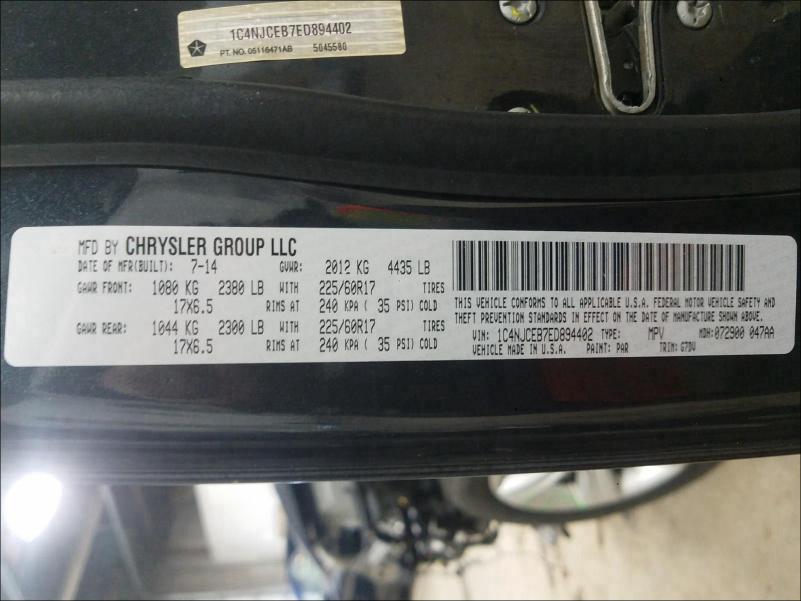 1C4NJCEB7ED894402
PT. NO. 05116471AB 5045580
MFD BY CHRYSLER GROUP LLC
DATE OF MFR(BUILT): 7-14 GVWR: 2012 KG 4435 LB
GAWR FRONT: 1080 KG 2380 LB WITH 225/60R17 TIRES
17X6.5 RIMS AT 240 KPA ( 35 PSI) COLD
GAWR REAR: 1044 KG 2300 LB WITH 225/60R17 TIRES
17X6.5 RIMS AT 240 KPA ( 35 PSI) COLD
THIS VEHICLE CONFORMS TO ALL APPLICABLE U.S.A. FEDERAL MOTOR VEHICLE SAFETY AND
THEFT PREVENTION STANDARDS IN EFFECT ON THE DATE OF MANUFACTURE SHOWN ABOVE.
VIN: 1C4NJCEB7ED894402 TYPE: MPV MDH: 072900 047AA
VEHICLE MADE IN U.S.A. PAINT: PAR TRIM: G7DV